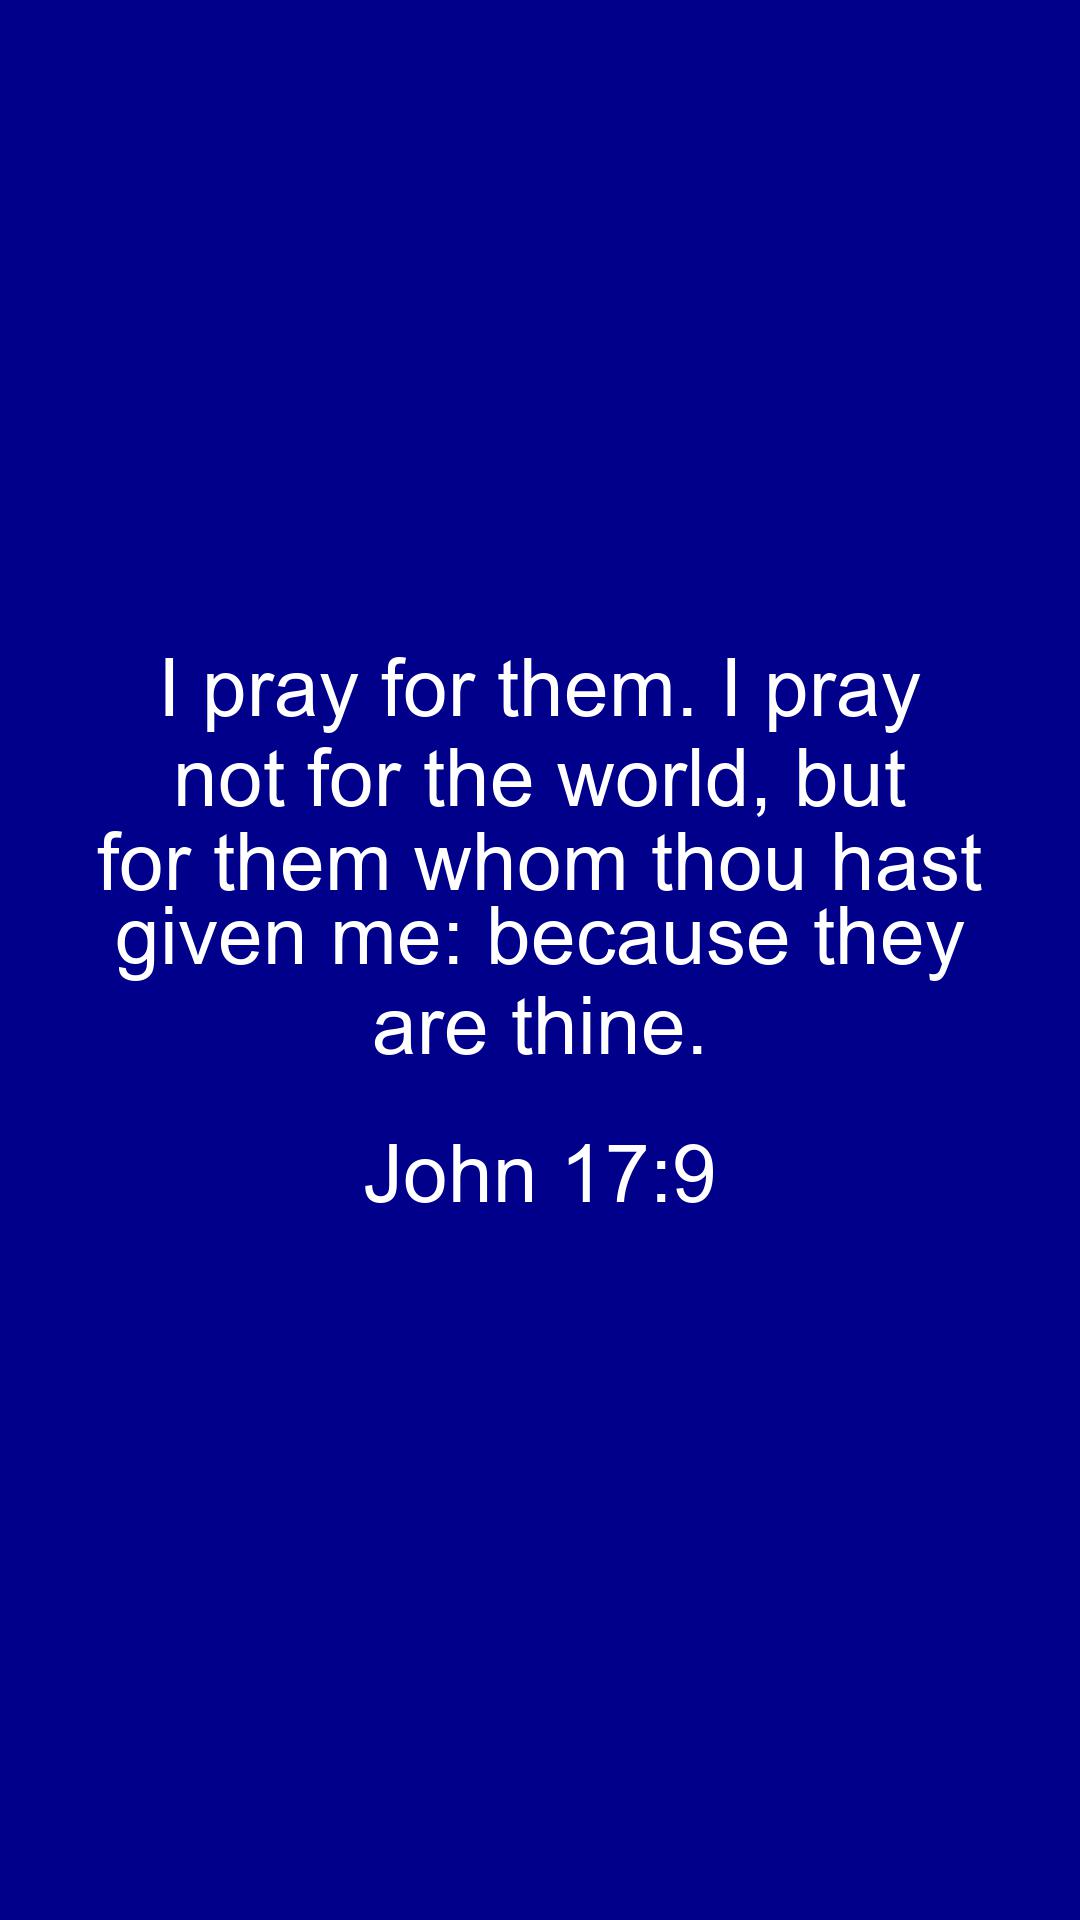 I pray for them. I pray
not for the world, but
for them whom thou hast
given me: because they
are thine.
John 17:9